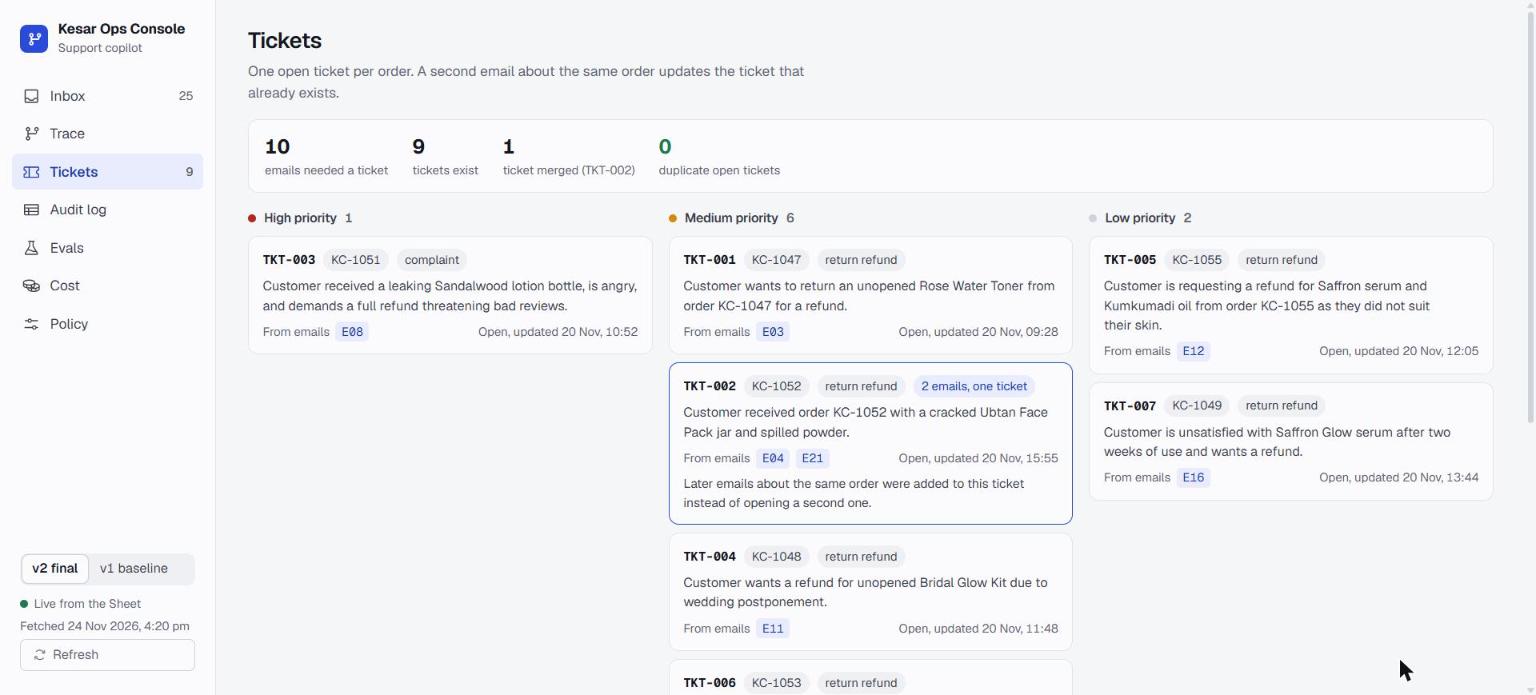 Kesar Ops Console
Support copilot
Inbox 25
Trace
Tickets 9
Audit log
Evals
Cost
Policy
v2 final v1 baseline
Live from the Sheet
Fetched 24 Nov 2026, 4:20 pm
Refresh
Tickets
One open ticket per order. A second email about the same order updates the ticket that
already exists.
10 9 1 0
emails needed a ticket tickets exist ticket merged (TKT-002) duplicate open tickets
High priority 1
TKT-003 KC-1051 complaint
Customer received a leaking Sandalwood lotion bottle, is angry,
and demands a full refund threatening bad reviews.
From emails E08 Open, updated 20 Nov, 10:52
Medium priority 6
TKT-001 KC-1047 return refund
Customer wants to return an unopened Rose Water Toner from
order KC-1047 for a refund.
From emails E03 Open, updated 20 Nov, 09:28
TKT-002 KC-1052 return refund 2 emails, one ticket
Customer received order KC-1052 with a cracked Ubtan Face
Pack jar and spilled powder.
From emails E04 E21 Open, updated 20 Nov, 15:55
Later emails about the same order were added to this ticket
instead of opening a second one.
TKT-004 KC-1048 return refund
Customer wants a refund for unopened Bridal Glow Kit due to
wedding postponement.
From emails E11 Open, updated 20 Nov, 11:48
TKT-006 KC-1053 return refund
Low priority 2
TKT-005 KC-1055 return refund
Customer is requesting a refund for Saffron serum and
Kumkumadi oil from order KC-1055 as they did not suit
their skin.
From emails E12 Open, updated 20 Nov, 12:05
TKT-007 KC-1049 return refund
Customer is unsatisfied with Saffron Glow serum after two
weeks of use and wants a refund.
From emails E16 Open, updated 20 Nov, 13:44